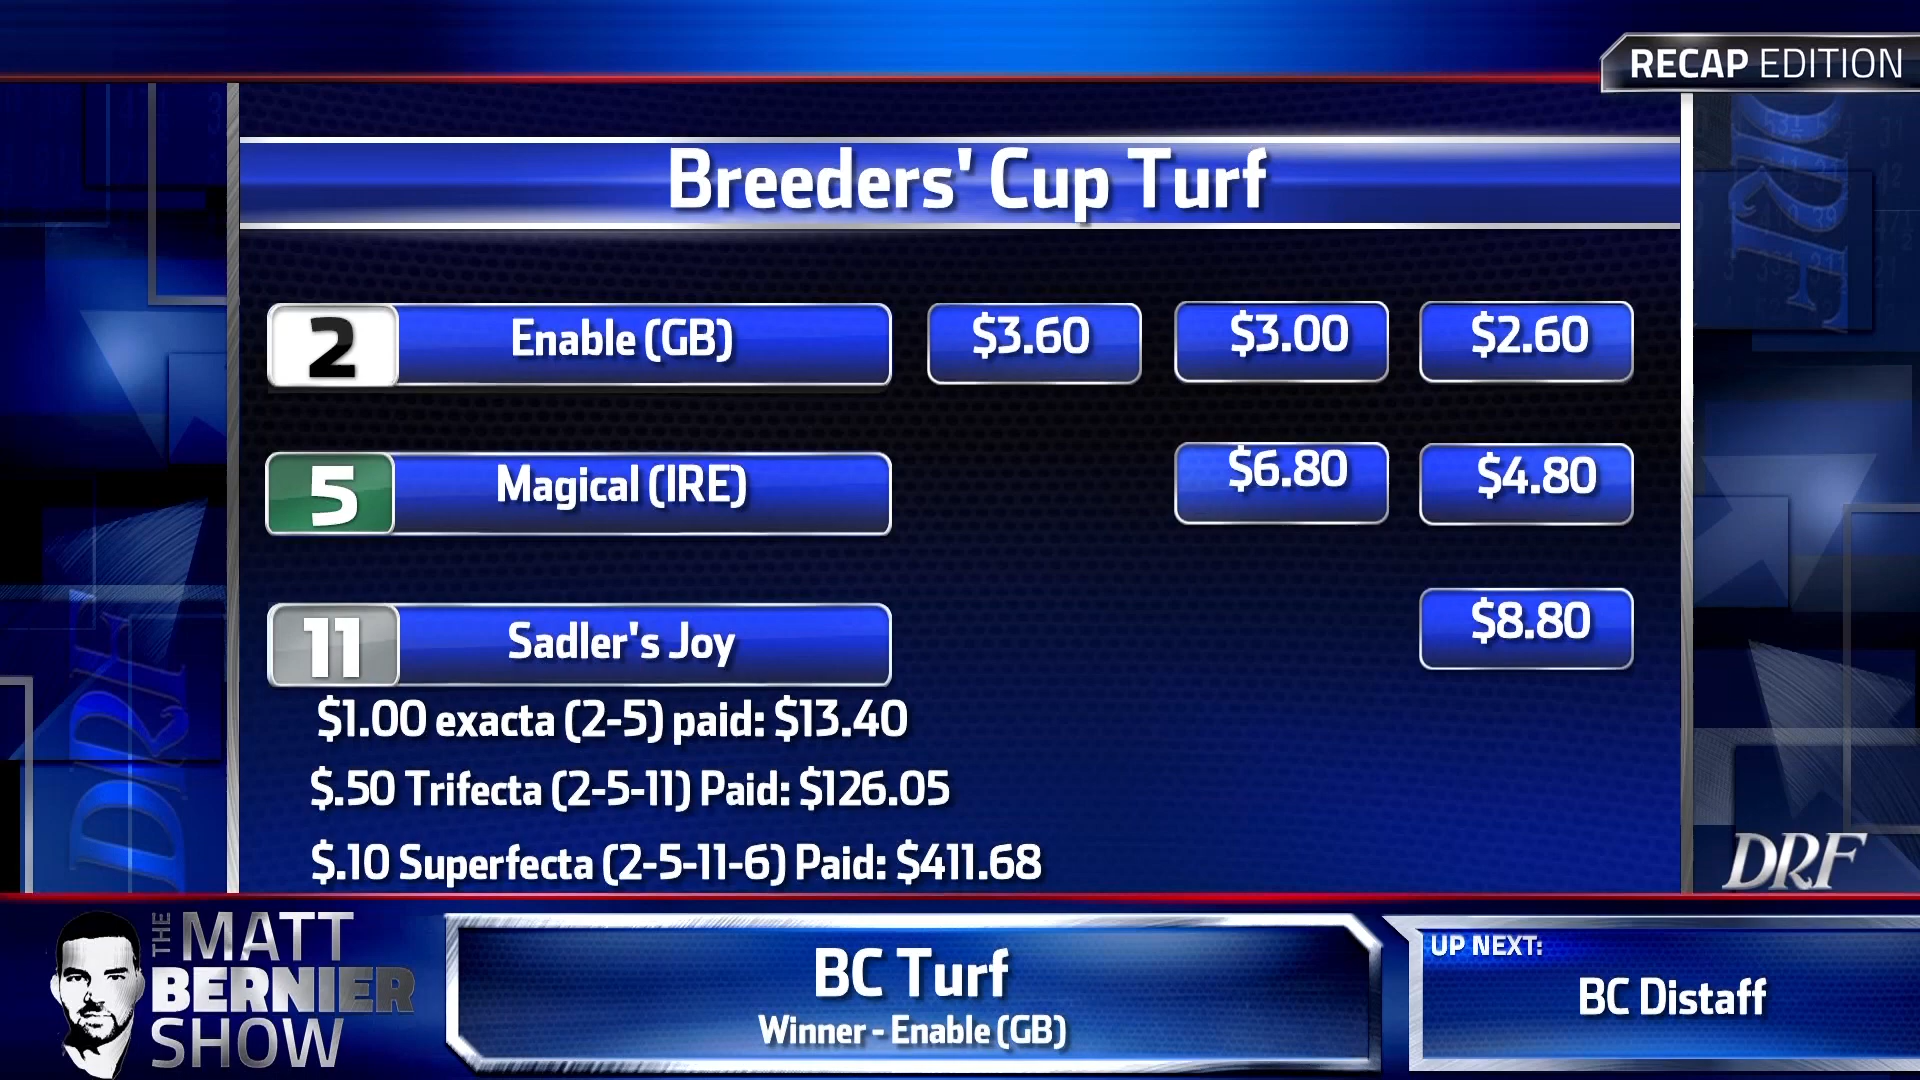 RECAP EDITION
Breeders' Cup Turf
2 Enable (GB) $3.60 $3.00 $2.60
5 Magical (IRE) $6.80 $4.80
11 Sadler's Joy $8.80
$1.00 exacta (2-5) paid: $13.40
$.50 Trifecta (2-5-11) Paid: $126.05
$.10 Superfecta (2-5-11-6) Paid: $411.68
DRF
DRF
DRF
THE MATT
BERNIER
SHOW
BC Turf
Winner - Enable (GB)
UP NEXT:
BC Distaff